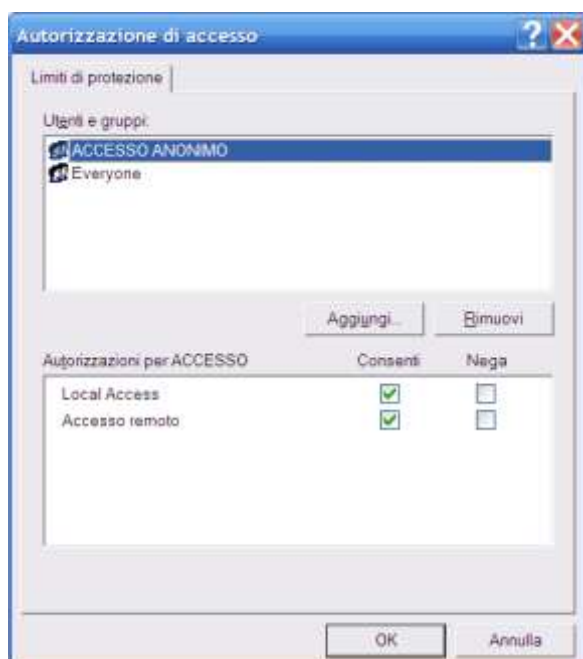 Autorizzazione di accesso
Limiti di protezione
Utenti e gruppi:
ACCESSO ANONIMO
Everyone
Aggiungi...
Rimuovi
Autorizzazioni per ACCESSO
Consenti
Nega
Local Access
Accesso remoto
OK
Annulla